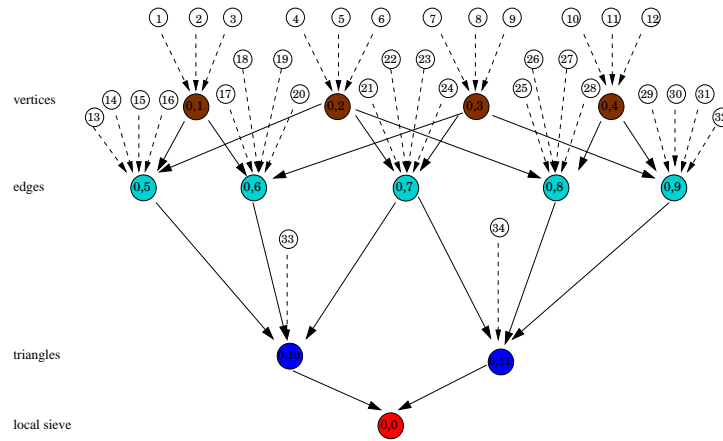 1 2 3 4 5 6 7 8 9 10 11 12
18 19 22 23 26 27
14 15 16 17 20 21 24 25 28 29 30 31
vertices 13 0,1 0,2 0,3 0,4 32
edges 0,5 0,6 0,7 0,8 0,9
33 34
triangles 0,10 0,11
local sieve 0,0